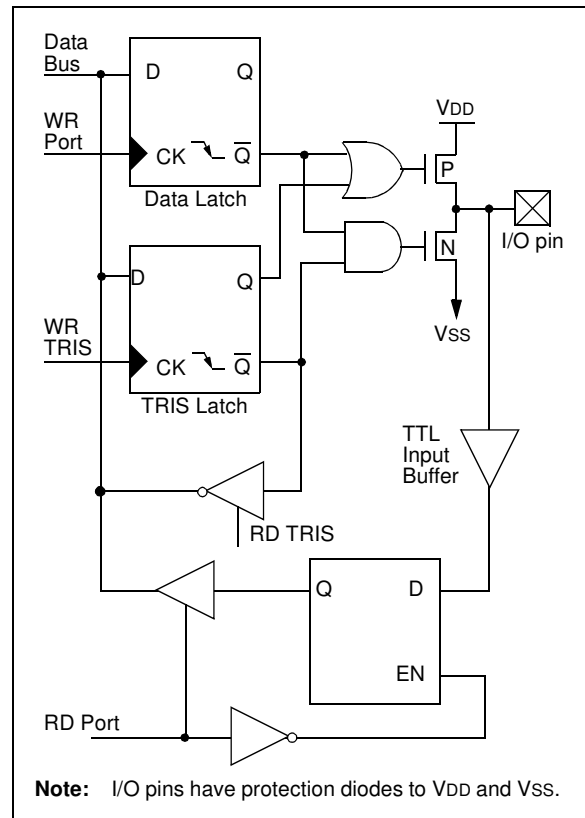 Data
Bus
D
Q
VDD
WR
Port
CK
Q̅
P
Data Latch
I/O pin
N
D
Q
VSS
WR
TRIS
CK
Q̅
TRIS Latch
TTL
Input
Buffer
RD TRIS
Q
D
EN
RD Port
Note: I/O pins have protection diodes to VDD and VSS.